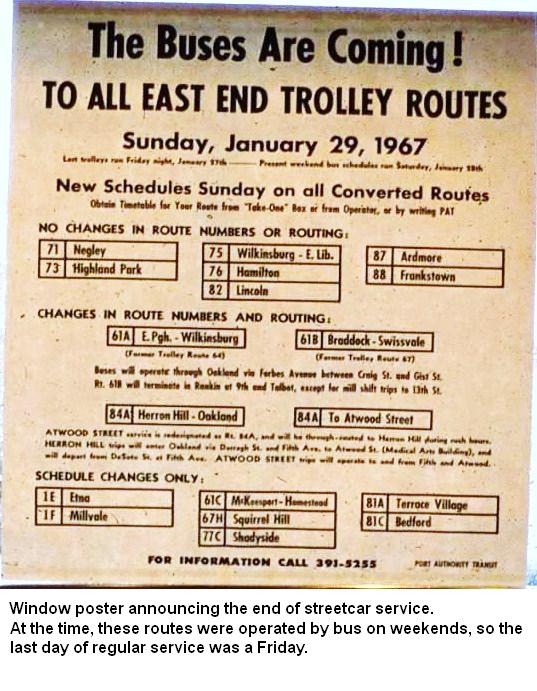 The Buses Are Coming!
TO ALL EAST END TROLLEY ROUTES
Sunday, January 29, 1967
Last trolleys run Friday night, January 27th — Present weekend bus schedules run Saturday, January 28th
New Schedules Sunday on all Converted Routes
Obtain Timetable for Your Route from "Take-One" Box or from Operator, or by writing PAT
NO CHANGES IN ROUTE NUMBERS OR ROUTING:
71 Negley
73 Highland Park
75 Wilkinsburg - E. Lib.
76 Hamilton
82 Lincoln
87 Ardmore
88 Frankstown
CHANGES IN ROUTE NUMBERS AND ROUTING:
61A E.Pgh. - Wilkinsburg
(Former Trolley Route 64)
61B Braddock - Swissvale
(Former Trolley Route 67)
Buses will operate through Oakland via Forbes Avenue between Craig St. and Gist St.
Rt. 61B will terminate in Rankin at 9th and Talbot, except for mill shift trips to 13th St.
84A Herron Hill - Oakland
84A To Atwood Street
ATWOOD STREET service is redesignated as Rt. 84A, and will be through-routed to Herron Hill during rush hours.
HERRON HILL trips will enter Oakland via Darragh St. and Fifth Ave. to Atwood St. (Medical Arts Building), and
will depart from DeSoto St. at Fifth Ave. ATWOOD STREET trips will operate to and from Fifth and Atwood.
SCHEDULE CHANGES ONLY:
1E Etna
1F Millvale
61C McKeesport - Homestead
67H Squirrel Hill
77C Shadyside
81A Terrace Village
81C Bedford
FOR INFORMATION CALL 391-5255
PORT AUTHORITY TRANSIT
Window poster announcing the end of streetcar service.
At the time, these routes were operated by bus on weekends, so the
last day of regular service was a Friday.